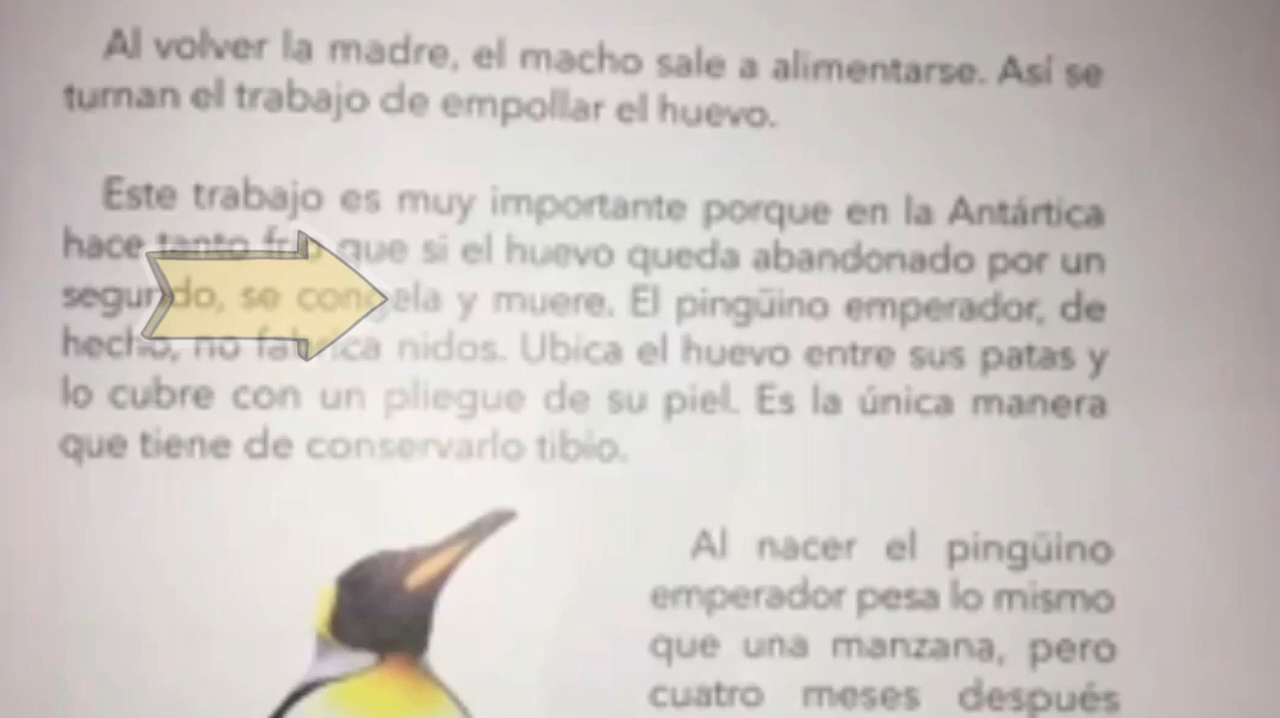 Al volver la madre, el macho sale a alimentarse. Así se
turnan el trabajo de empollar el huevo.
Este trabajo es muy importante porque en la Antártica
hace tanto frío que si el huevo queda abandonado por un
segundo, se congela y muere. El pingüino emperador, de
hecho, no fabrica nidos. Ubica el huevo entre sus patas y
lo cubre con un pliegue de su piel. Es la única manera
que tiene de conservarlo tibio.
Al nacer el pingüino
emperador pesa lo mismo
que una manzana, pero
cuatro meses después